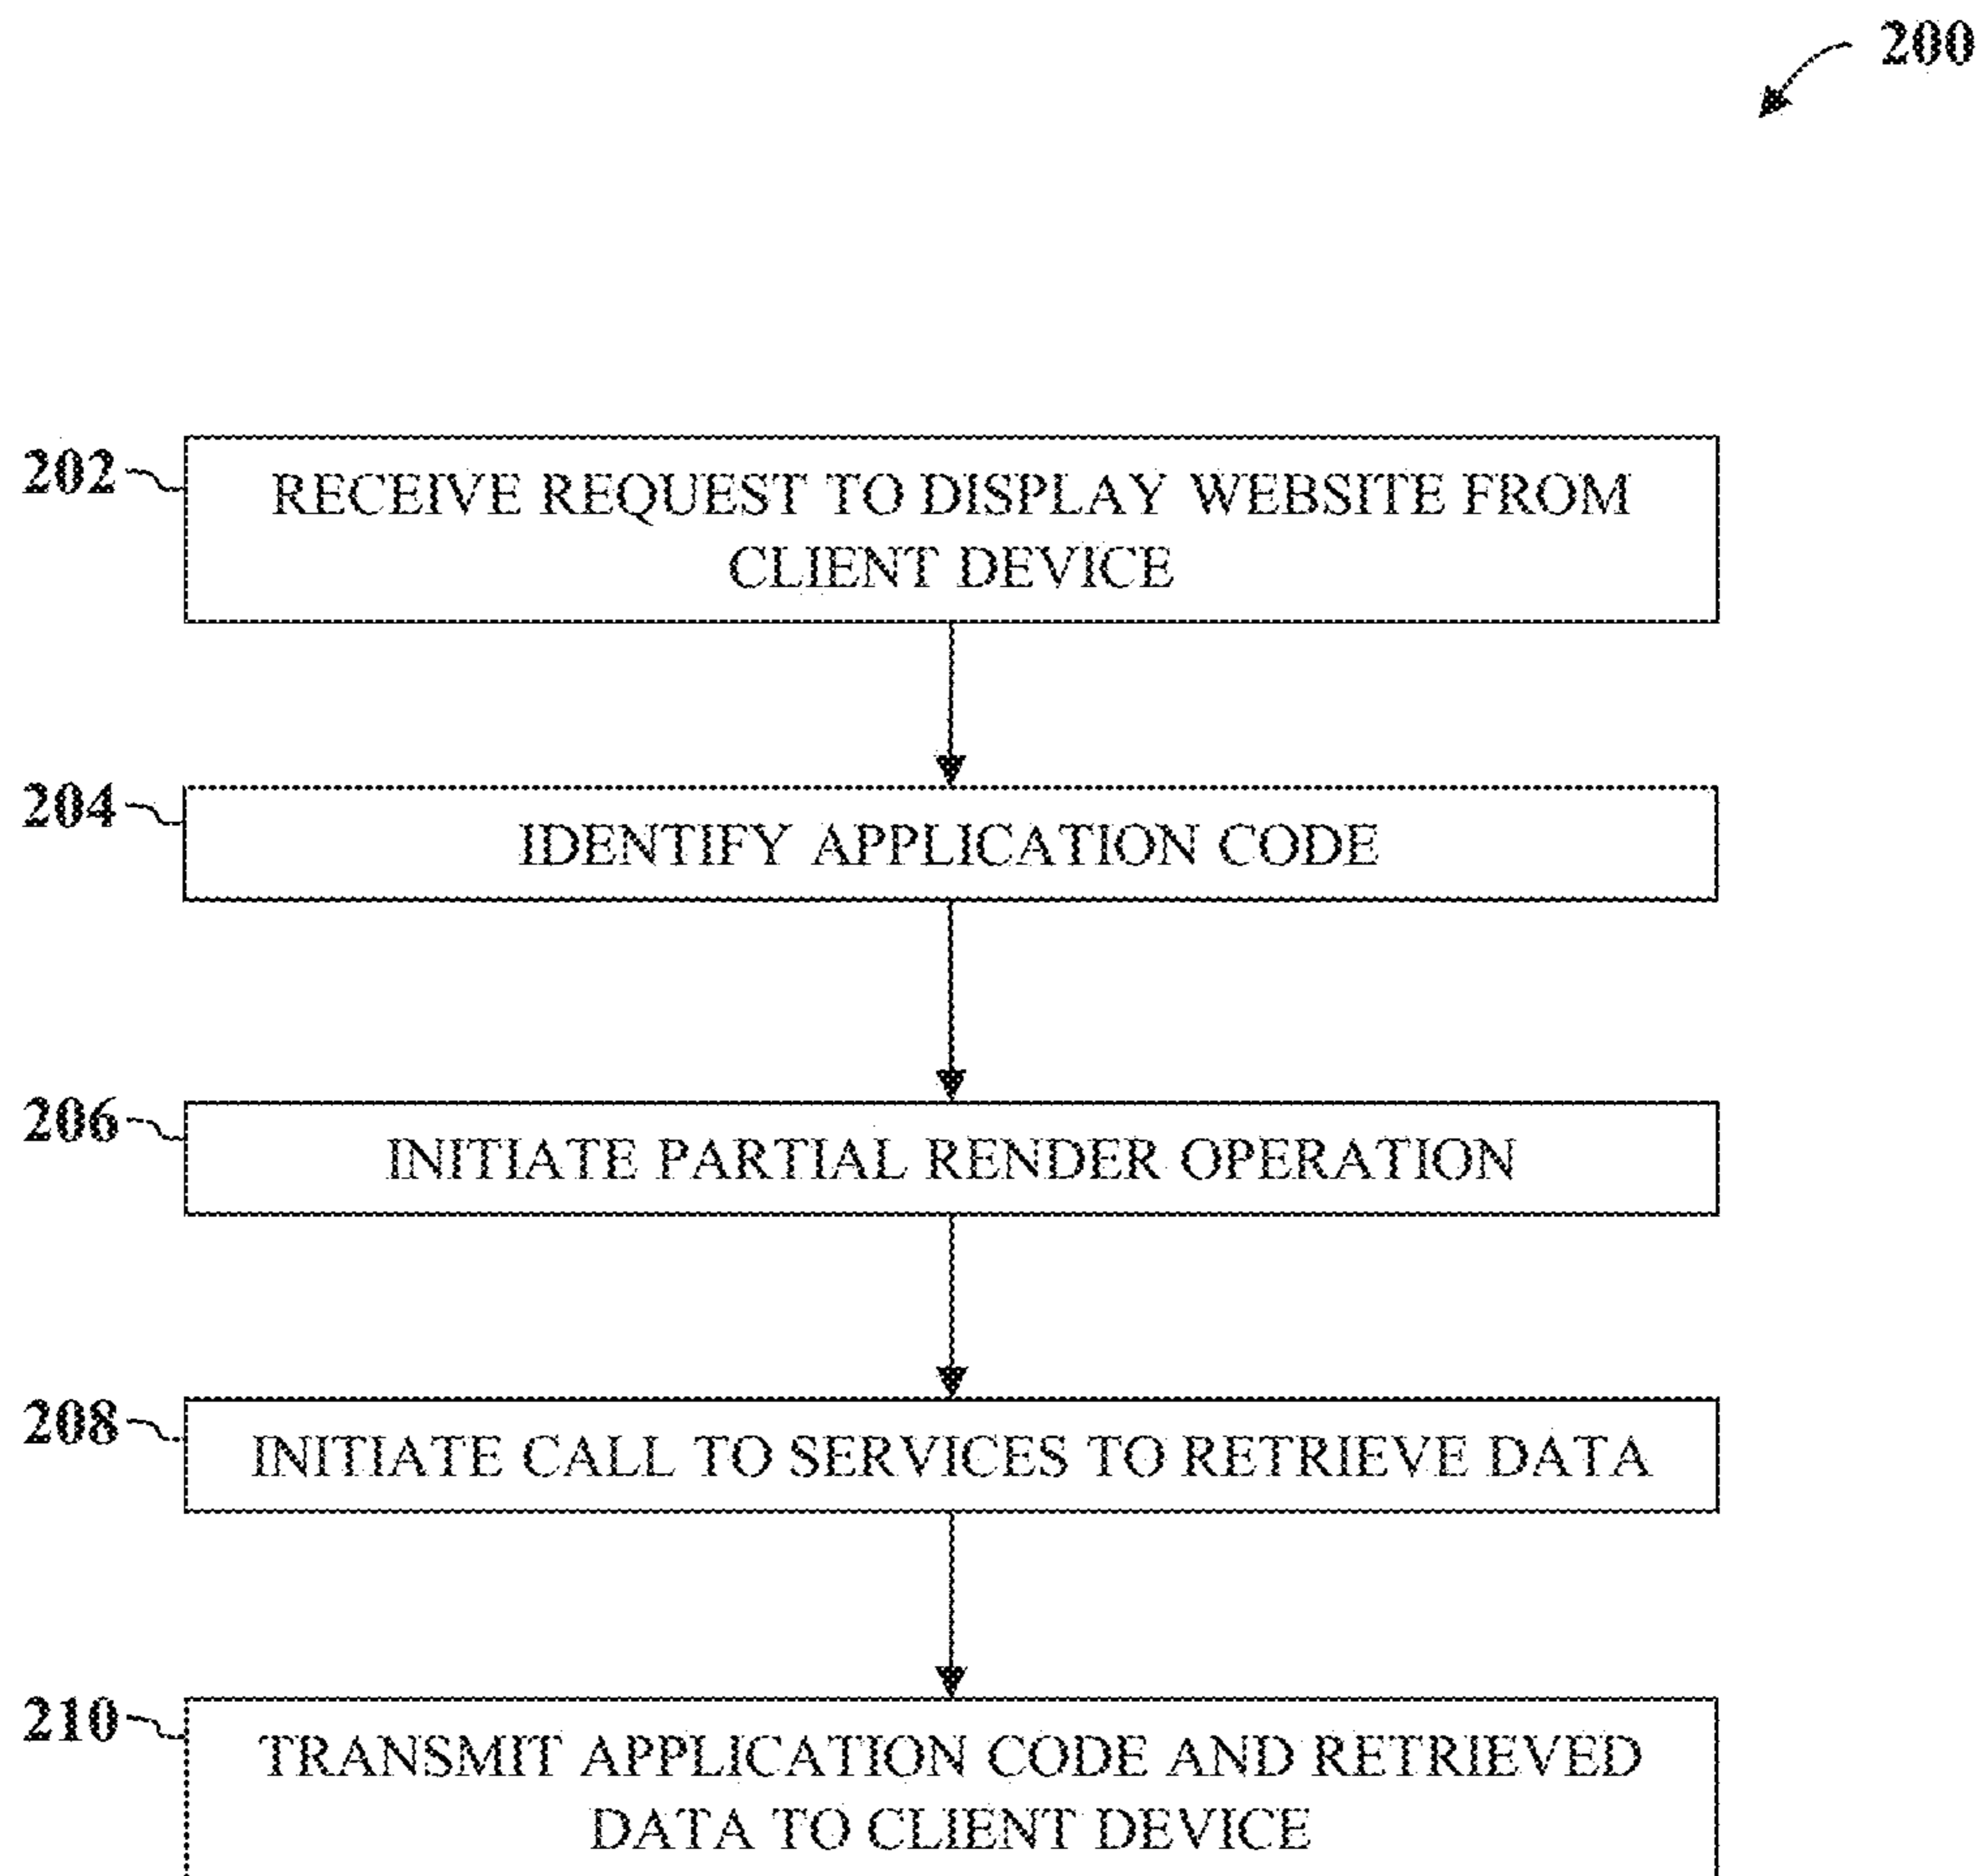 200
202
RECEIVE REQUEST TO DISPLAY WEBSITE FROM
CLIENT DEVICE
204
IDENTIFY APPLICATION CODE
206
INITIATE PARTIAL RENDER OPERATION
208
INITIATE CALL TO SERVICES TO RETRIEVE DATA
210
TRANSMIT APPLICATION CODE AND RETRIEVED
DATA TO CLIENT DEVICE